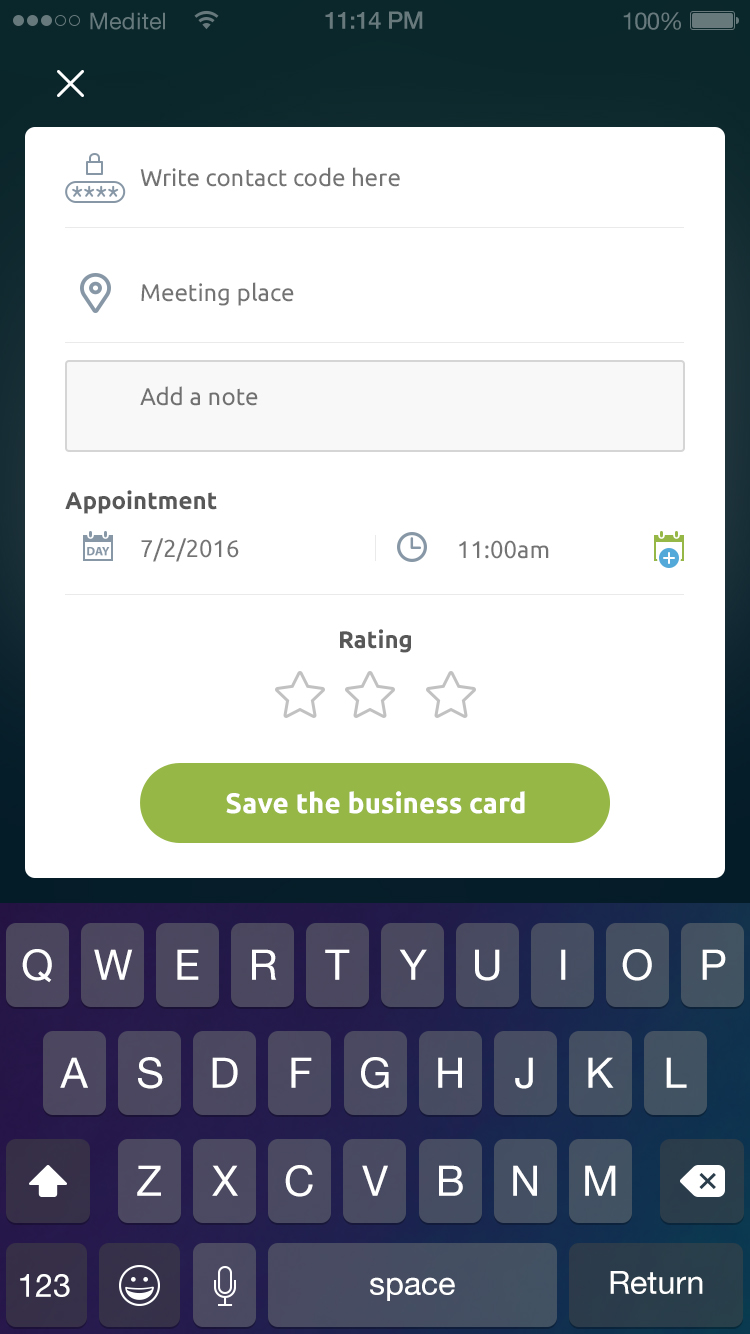 Meditel 11:14 PM 100%
**** Write contact code here
Meeting place
Add a note
Appointment
DAY 7/2/2016 11:00am
Rating
Save the business card
Q W E R T Y U I O P
A S D F G H J K L
Z X C V B N M
123 space Return